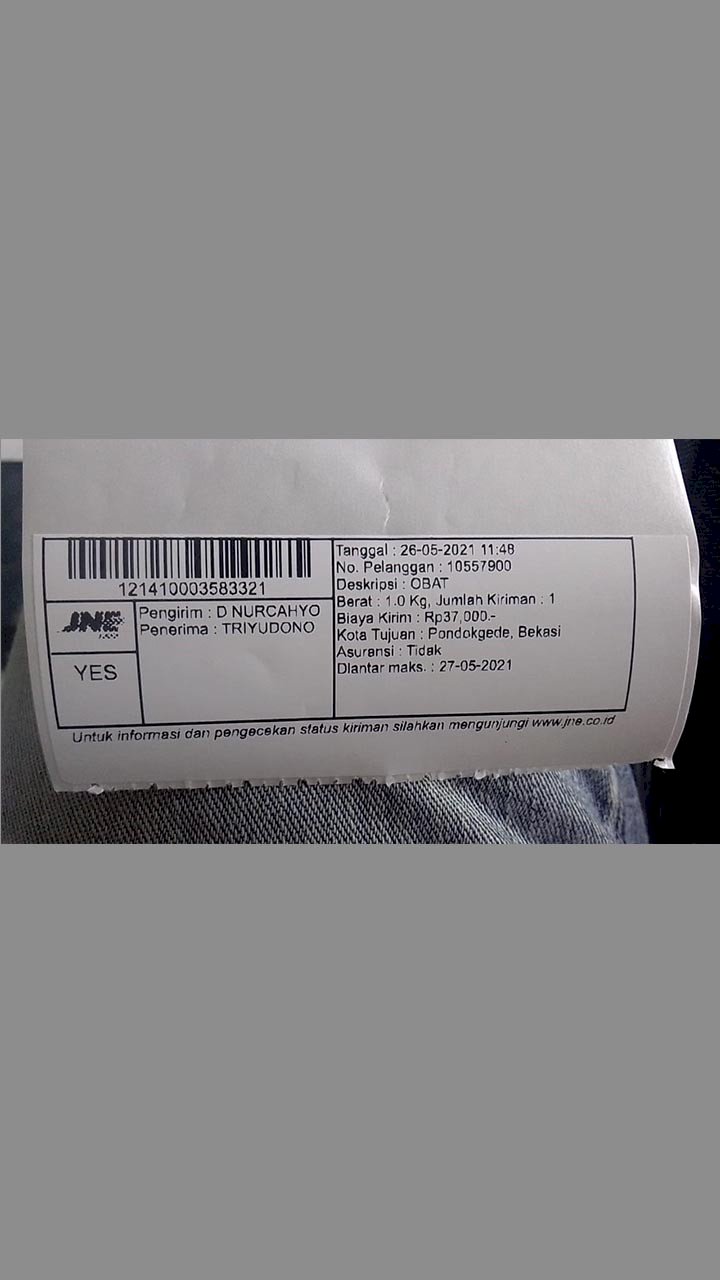 121410003583321
JNE
YES
Pengirim : D NURCAHYO
Penerima : TRIYUDONO
Tanggal : 26-05-2021 11:48
No. Pelanggan : 10557900
Deskripsi : OBAT
Berat : 1.0 Kg, Jumlah Kiriman : 1
Biaya Kirim : Rp37,000.-
Kota Tujuan : Pondokgede, Bekasi
Asuransi : Tidak
Diantar maks. : 27-05-2021
Untuk informasi dan pengecekan status kiriman silahkan mengunjungi www.jne.co.id